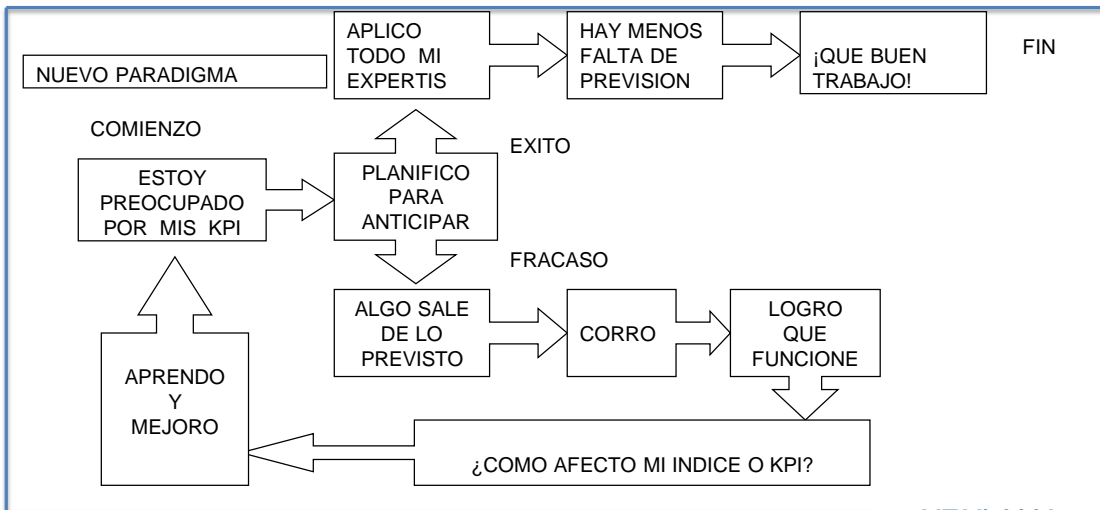 APLICO
TODO MI
EXPERTIS
HAY MENOS
FALTA DE
PREVISION
¡QUE BUEN
TRABAJO!
FIN
NUEVO PARADIGMA
COMIENZO
EXITO
ESTOY
PREOCUPADO
POR MIS KPI
PLANIFICO
PARA
ANTICIPAR
FRACASO
ALGO SALE
DE LO
PREVISTO
CORRO
LOGRO
QUE
FUNCIONE
APRENDO
Y
MEJORO
¿COMO AFECTO MI INDICE O KPI?